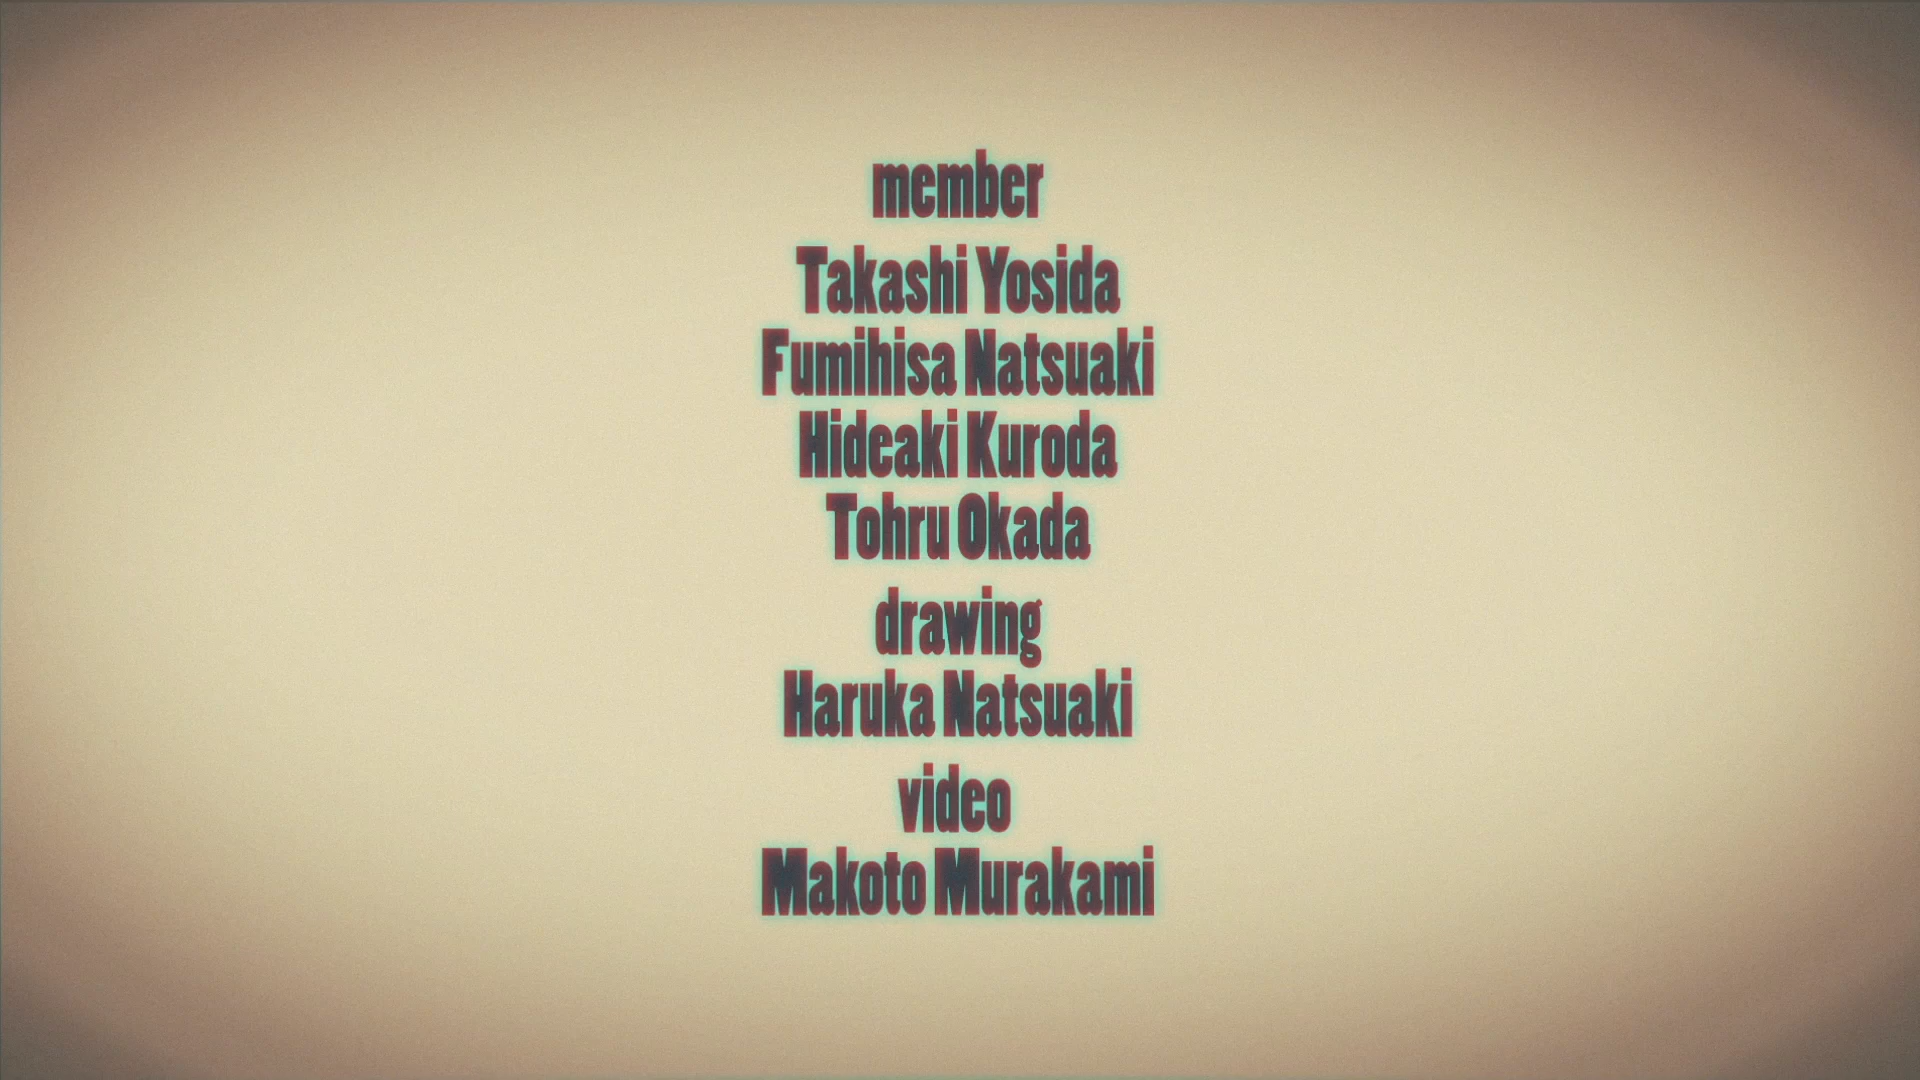 member
Takashi Yosida
Fumihisa Natsuaki
Hideaki Kuroda
Tohru Okada
drawing
Haruka Natsuaki
video
Makoto Murakami